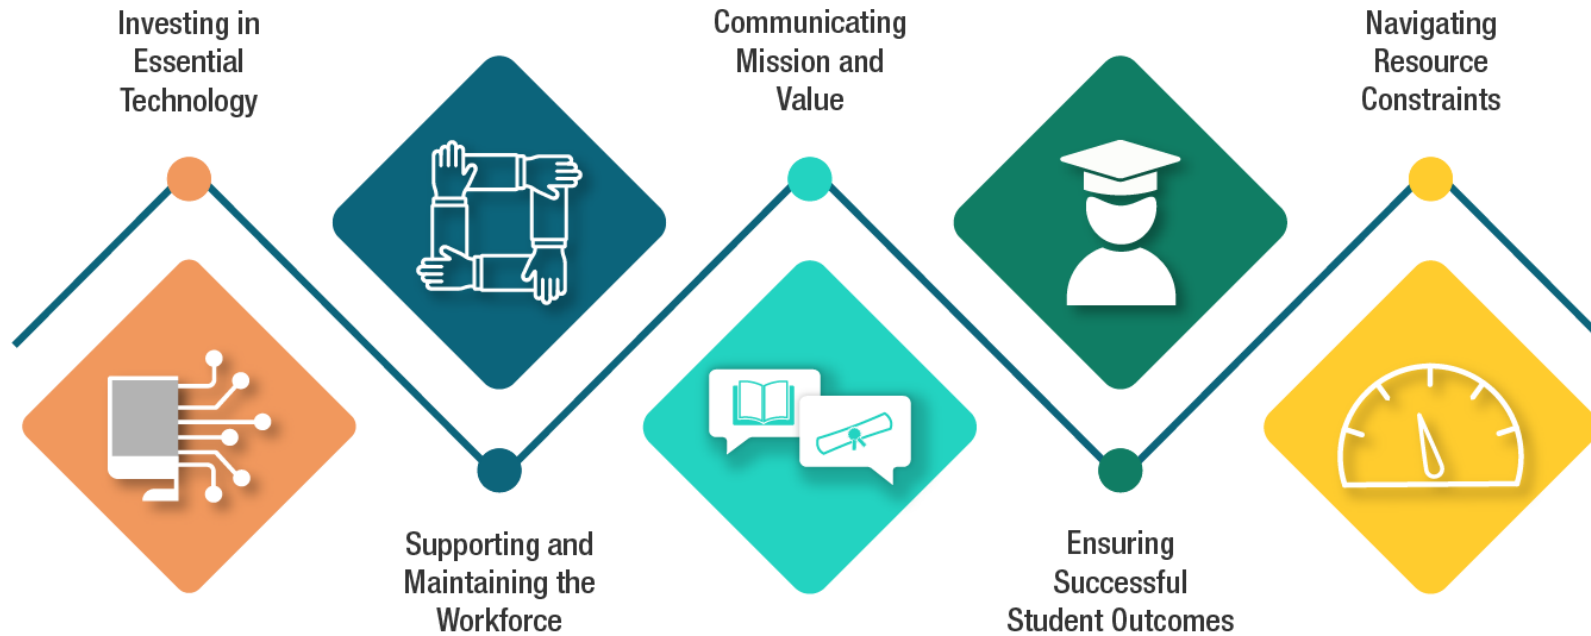 Investing in
Essential
Technology
Supporting and
Maintaining the
Workforce
Communicating
Mission and
Value
Ensuring
Successful
Student Outcomes
Navigating
Resource
Constraints